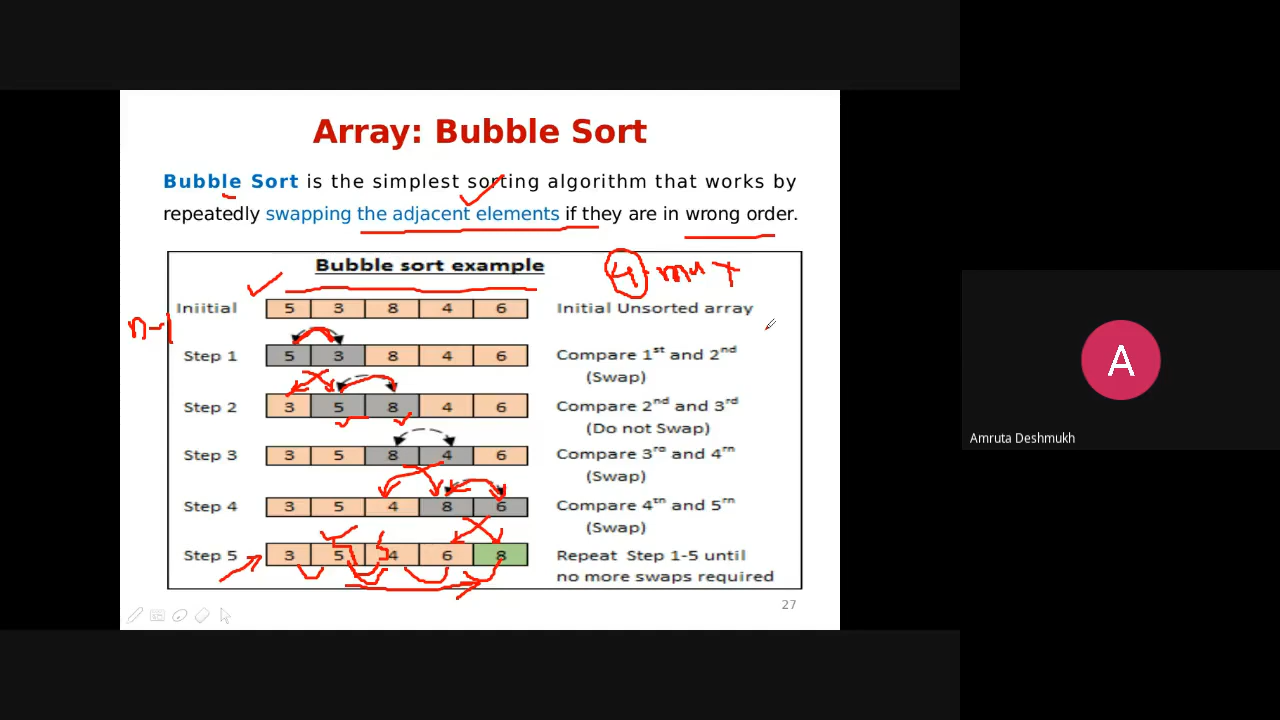 Array: Bubble Sort
Bubble Sort is the simplest sorting algorithm that works by
repeatedly swapping the adjacent elements if they are in wrong order.
Bubble sort example
4
Iniitial 5 3 8 4 6 Initial Unsorted array
n-1
Step 1 5 3 8 4 6 Compare 1st and 2nd
(Swap)
Step 2 3 5 8 4 6 Compare 2nd and 3rd
(Do not Swap)
Step 3 3 5 8 4 6 Compare 3rd and 4rn
(Swap)
Step 4 3 5 4 8 6 Compare 4tn and 5rn
(Swap)
Step 5 3 5 4 6 8 Repeat Step 1-5 until
no more swaps required
27
A
Amruta Deshmukh